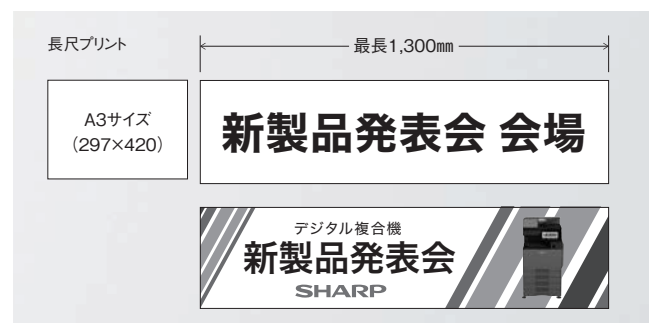 長尺プリント
最長1,300㎜
A3サイズ
（297×420）
新製品発表会 会場
デジタル複合機
新製品発表会
SHARP